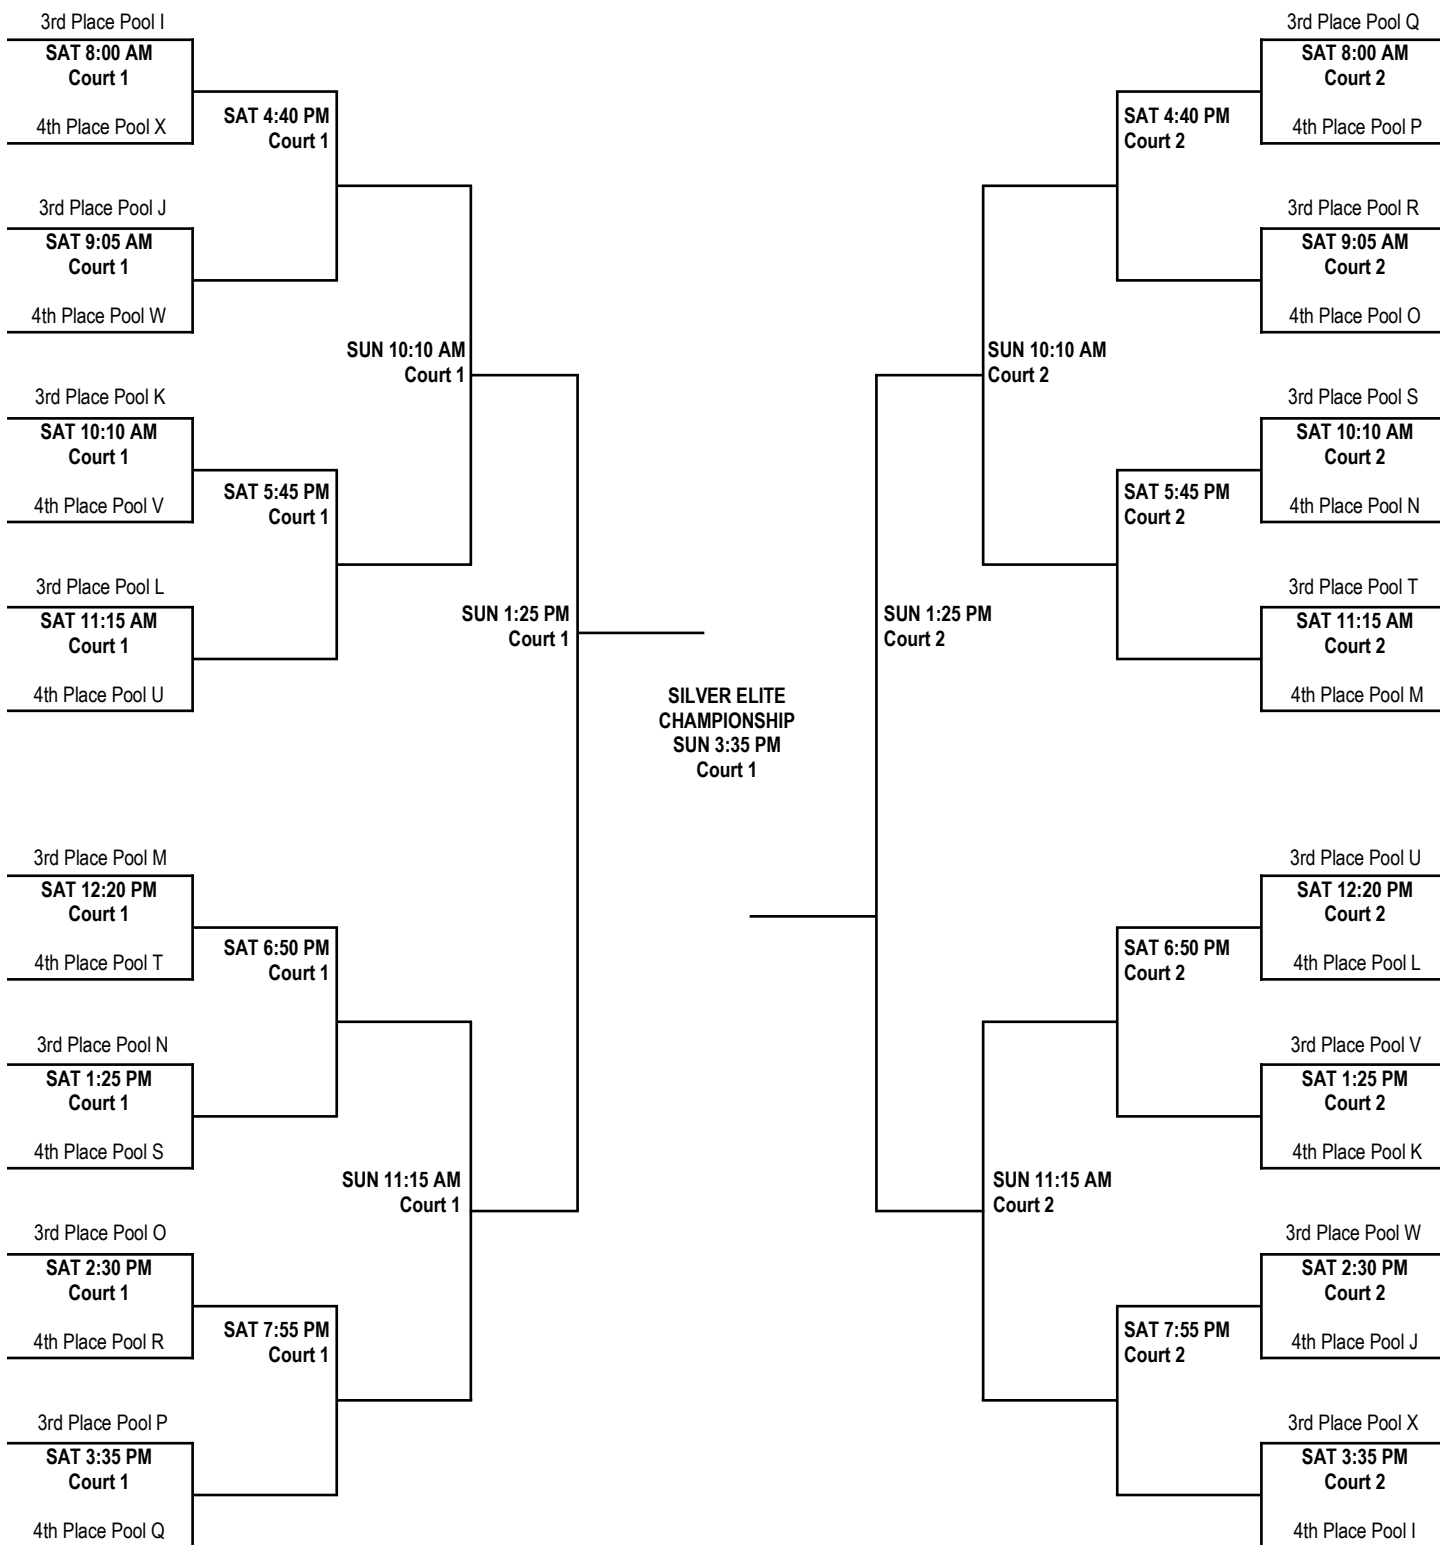 3rd Place Pool I
SAT 8:00 AM
Court 1
4th Place Pool X
SAT 4:40 PM
Court 1
3rd Place Pool J
SAT 9:05 AM
Court 1
4th Place Pool W
SUN 10:10 AM
Court 1
3rd Place Pool K
SAT 10:10 AM
Court 1
4th Place Pool V
SAT 5:45 PM
Court 1
3rd Place Pool L
SAT 11:15 AM
Court 1
4th Place Pool U
SUN 1:25 PM
Court 1
3rd Place Pool M
SAT 12:20 PM
Court 1
4th Place Pool T
SAT 6:50 PM
Court 1
3rd Place Pool N
SAT 1:25 PM
Court 1
4th Place Pool S
SUN 11:15 AM
Court 1
3rd Place Pool O
SAT 2:30 PM
Court 1
4th Place Pool R
SAT 7:55 PM
Court 1
3rd Place Pool P
SAT 3:35 PM
Court 1
4th Place Pool Q
SILVER ELITE
CHAMPIONSHIP
SUN 3:35 PM
Court 1
3rd Place Pool Q
SAT 8:00 AM
Court 2
4th Place Pool P
SAT 4:40 PM
Court 2
3rd Place Pool R
SAT 9:05 AM
Court 2
4th Place Pool O
SUN 10:10 AM
Court 2
3rd Place Pool S
SAT 10:10 AM
Court 2
4th Place Pool N
SAT 5:45 PM
Court 2
3rd Place Pool T
SAT 11:15 AM
Court 2
4th Place Pool M
SUN 1:25 PM
Court 2
3rd Place Pool U
SAT 12:20 PM
Court 2
4th Place Pool L
SAT 6:50 PM
Court 2
3rd Place Pool V
SAT 1:25 PM
Court 2
4th Place Pool K
SUN 11:15 AM
Court 2
3rd Place Pool W
SAT 2:30 PM
Court 2
4th Place Pool J
SAT 7:55 PM
Court 2
3rd Place Pool X
SAT 3:35 PM
Court 2
4th Place Pool I